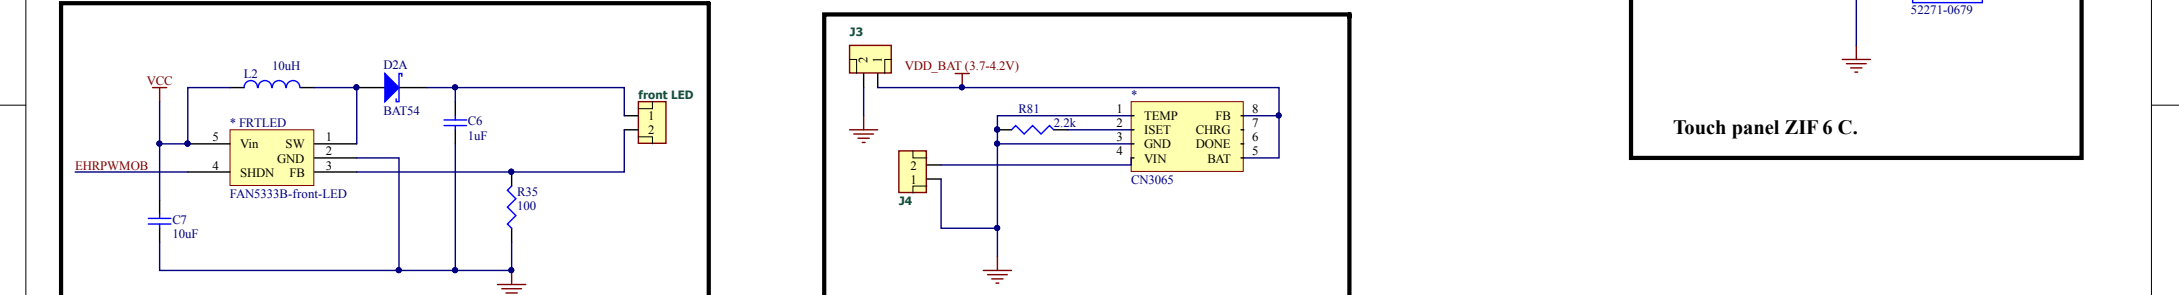 VCC
L2
10uH
D2A
BAT54
front LED
1
2
C6
1uF
* FRTLED
5
Vin
SW
1
GND
2
EHRPWMOB
4
SHDN
FB
3
FAN5333B-front-LED
R35
100
C7
10uF
J3
2
1
VDD_BAT (3.7-4.2V)
*
R81
2.2k
1
TEMP
FB
8
2
ISET
CHRG
7
3
GND
DONE
6
4
VIN
BAT
5
CN3065
2
1
J4
52271-0679
Touch panel ZIF 6 C.